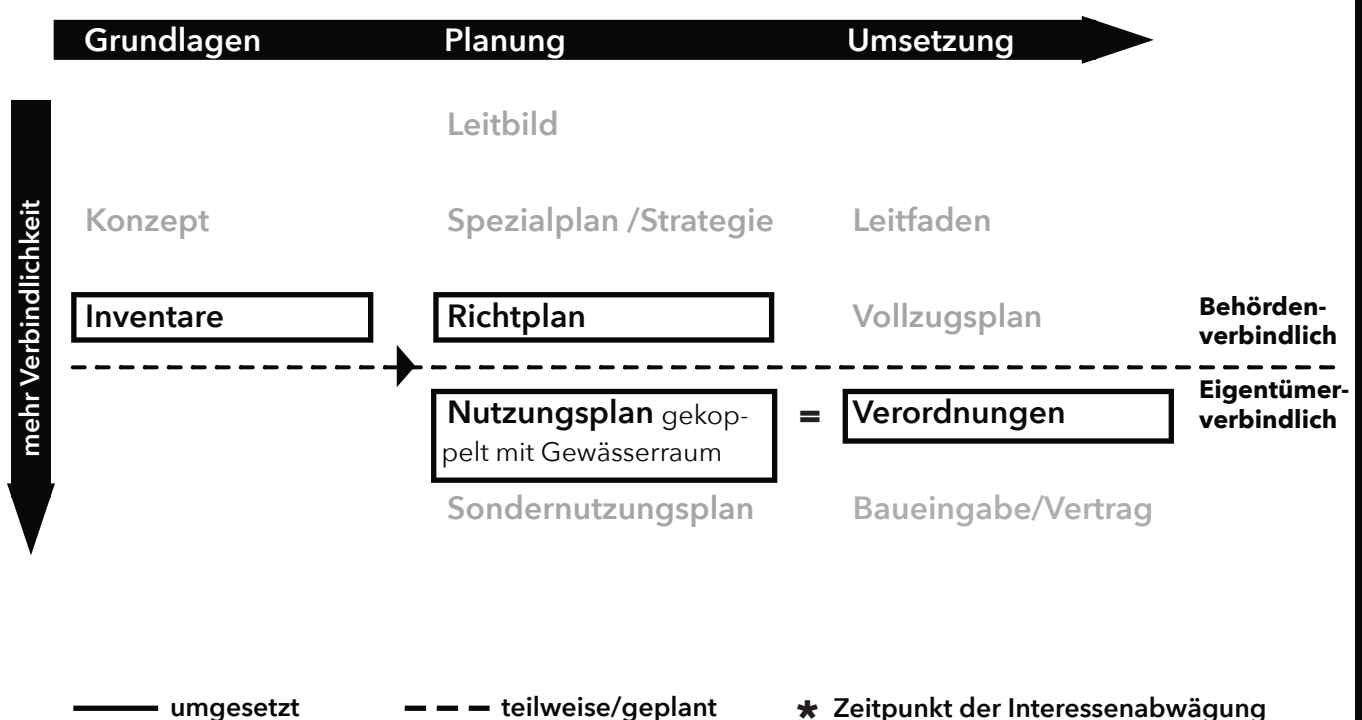 Grundlagen Planung Umsetzung
mehr Verbindlichkeit
Leitbild
Konzept Spezialplan /Strategie Leitfaden
Inventare Richtplan Vollzugsplan
Behörden-
verbindlich
Eigentümer-
verbindlich
Nutzungsplan gekop-
pelt mit Gewässerraum
= Verordnungen
Sondernutzungsplan Baueingabe/Vertrag
umgesetzt teilweise/geplant * Zeitpunkt der Interessenabwägung